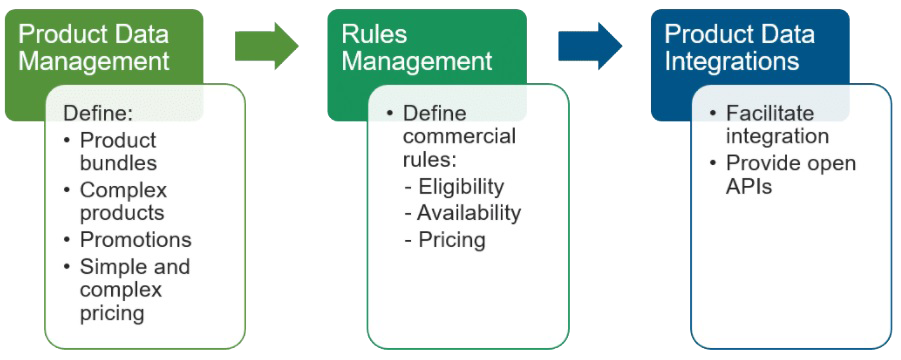 Product Data
Management
Define:
• Product
bundles
• Complex
products
• Promotions
• Simple and
complex
pricing
Rules
Management
• Define
commercial
rules:
- Eligibility
- Availability
- Pricing
Product Data
Integrations
• Facilitate
integration
• Provide open
APIs